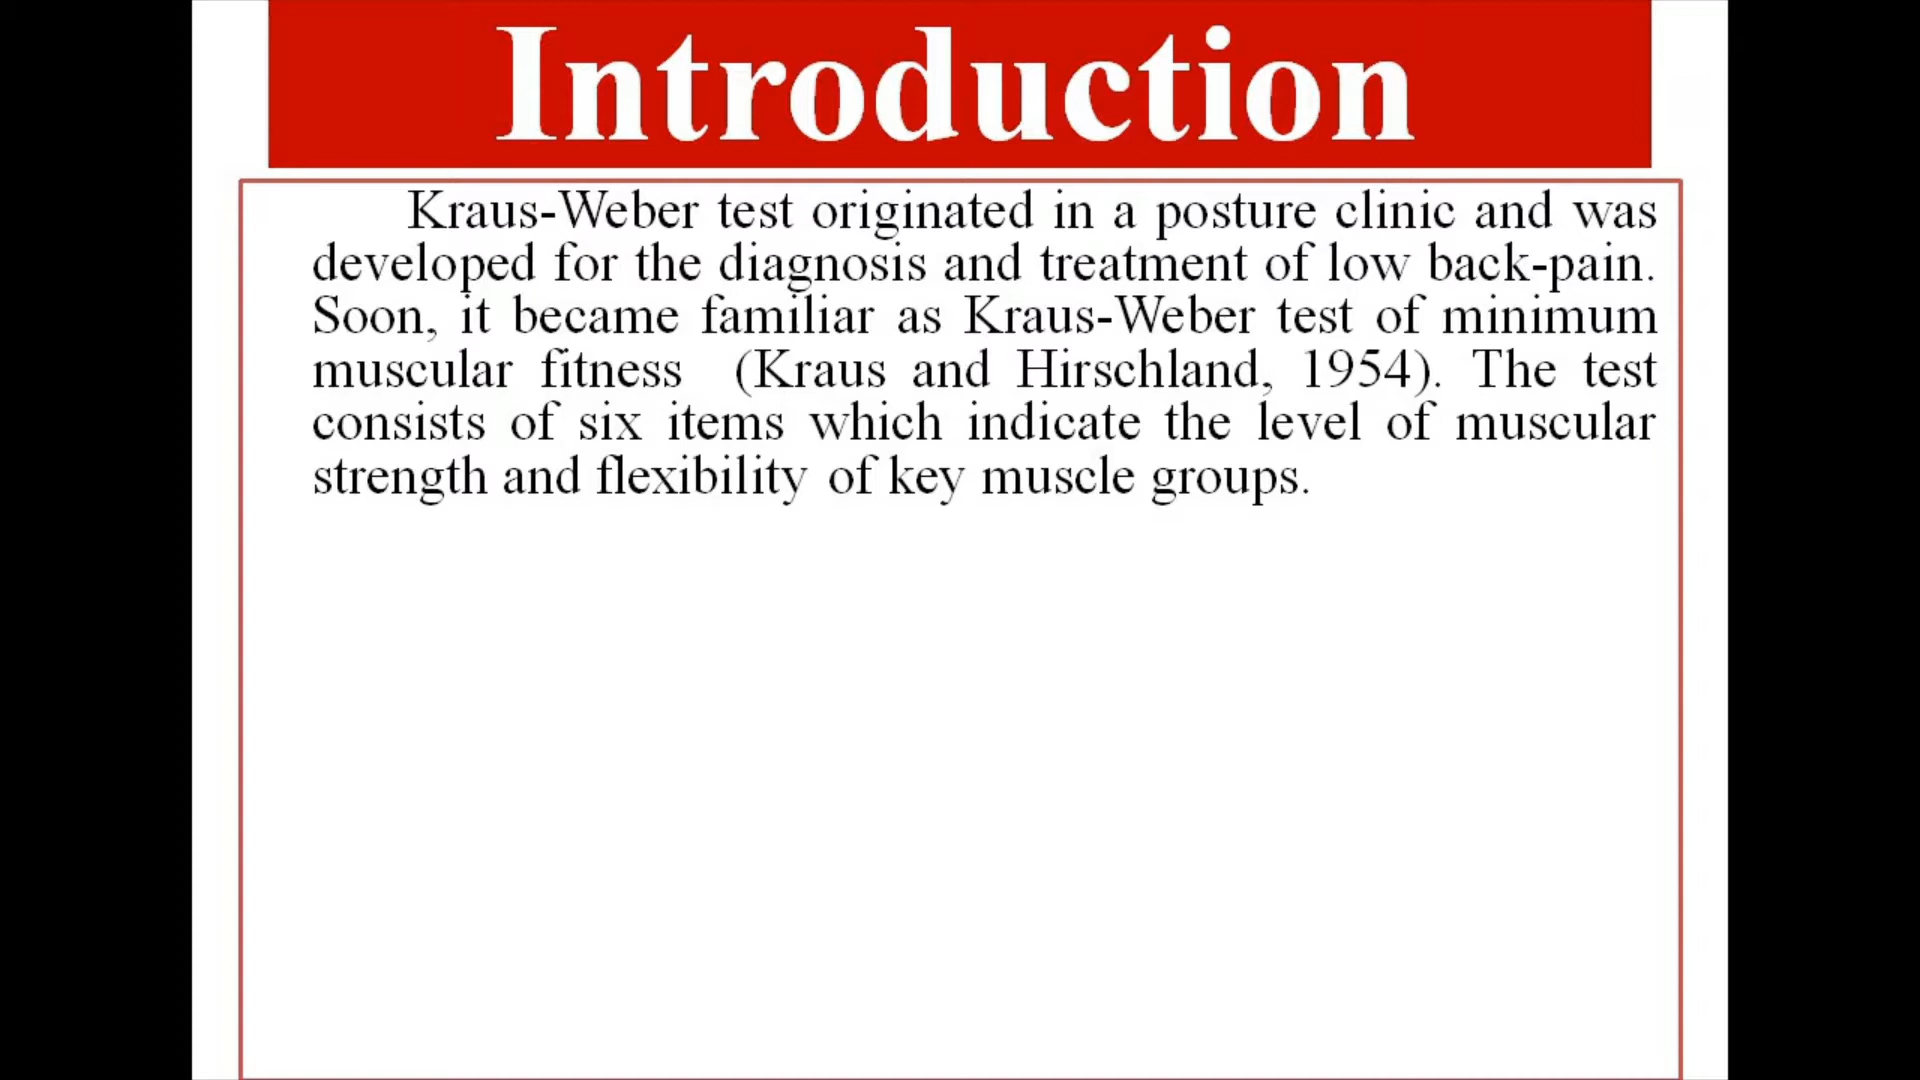 Introduction
Kraus-Weber test originated in a posture clinic and was
developed for the diagnosis and treatment of low back-pain.
Soon, it became familiar as Kraus-Weber test of minimum
muscular fitness (Kraus and Hirschland, 1954). The test
consists of six items which indicate the level of muscular
strength and flexibility of key muscle groups.